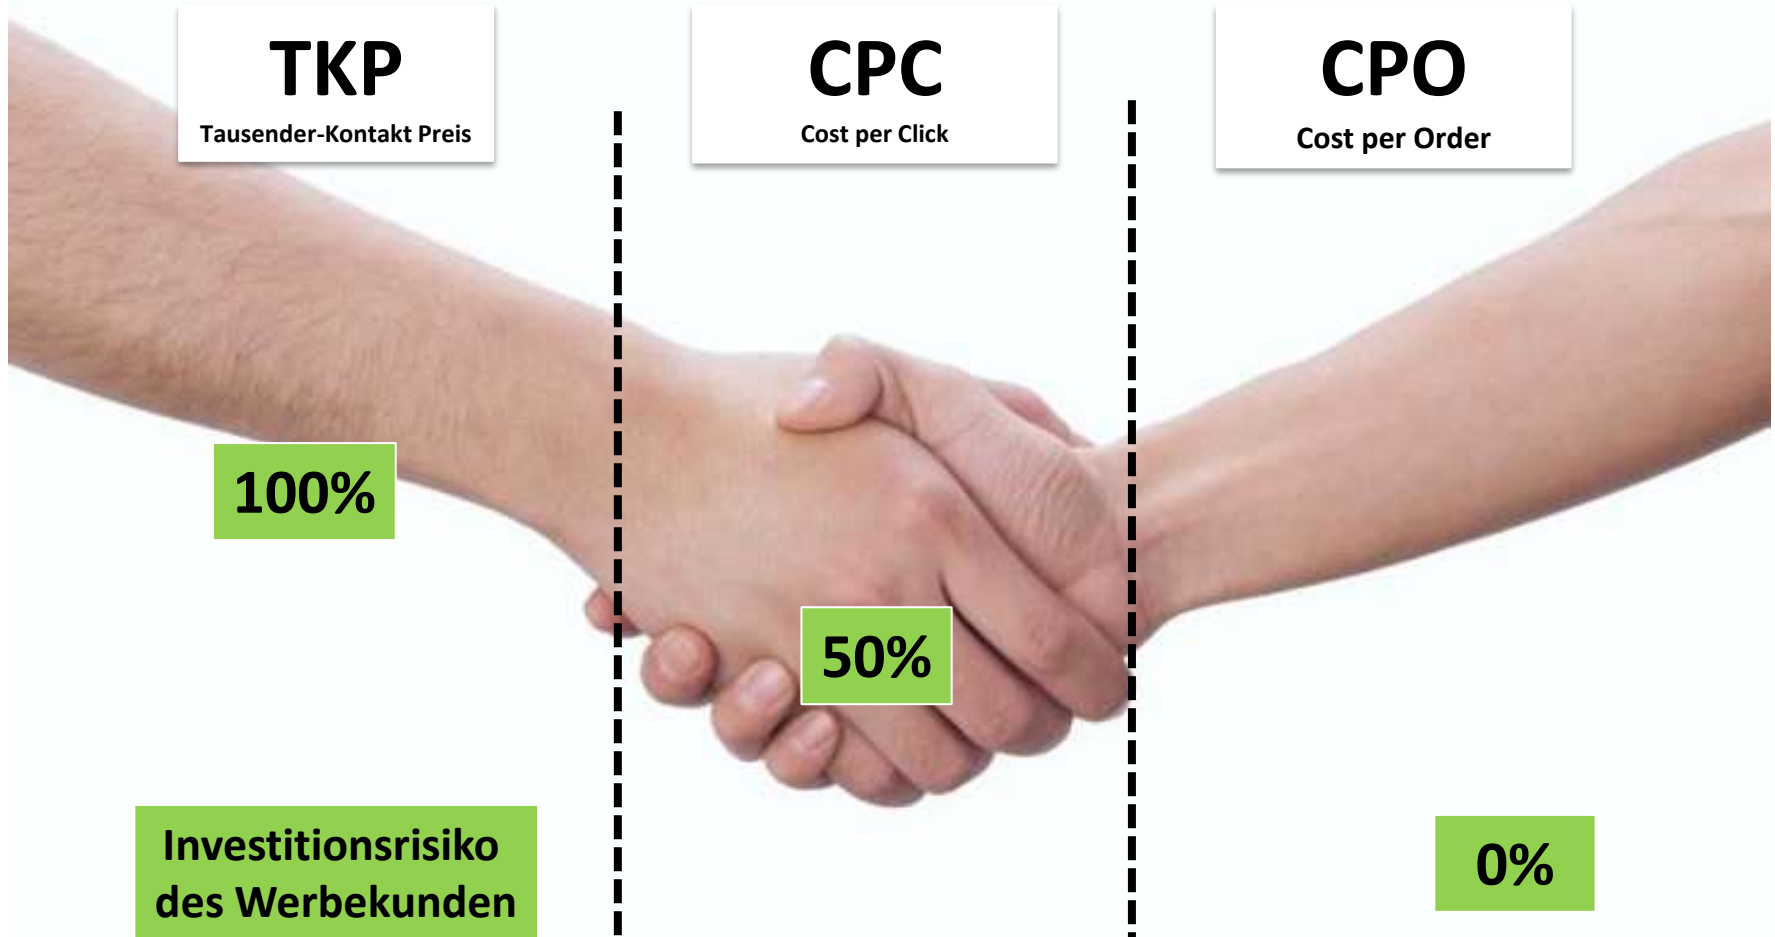 TKP
Tausender-Kontakt Preis
CPC
Cost per Click
CPO
Cost per Order
100%
50%
0%
Investitionsrisiko
des Werbekunden